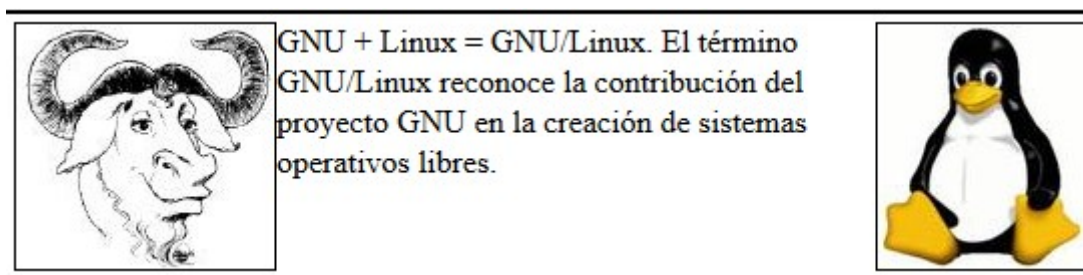 GNU + Linux = GNU/Linux. El término
GNU/Linux reconoce la contribución del
proyecto GNU en la creación de sistemas
operativos libres.